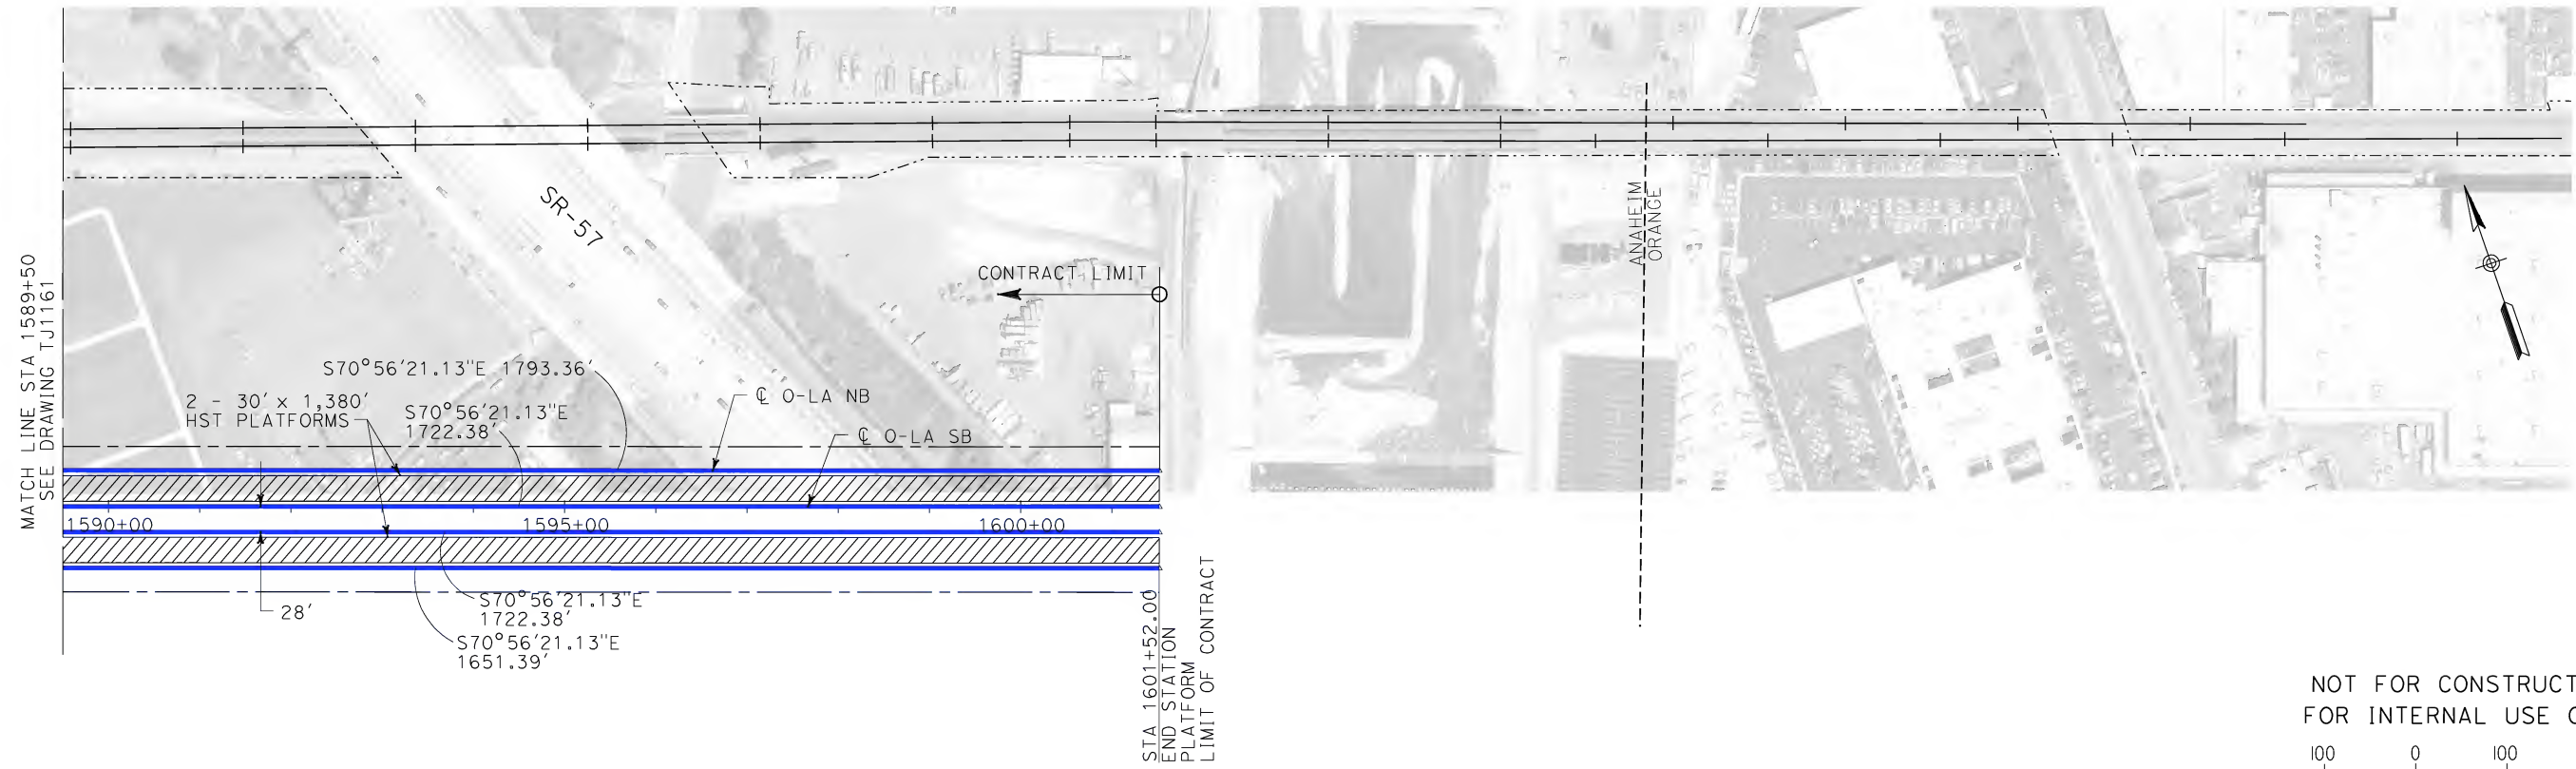 MATCH LINE STA 1589+50
SEE DRAWING TJ1161
SR-57
CONTRACT LIMIT
ANAHEIM
ORANGE
S70°56'21.13"E 1793.36'
2 - 30' x 1,380'
HST PLATFORMS
S70°56'21.13"E
1722.38'
℄ O-LA NB
℄ O-LA SB
1590+00
1595+00
1600+00
28'
S70°56'21.13"E
1722.38'
S70°56'21.13"E
1651.39'
STA 1601+52.00
END STATION
PLATFORM
LIMIT OF CONTRACT
NOT FOR CONSTRUCT
FOR INTERNAL USE
100 0 100